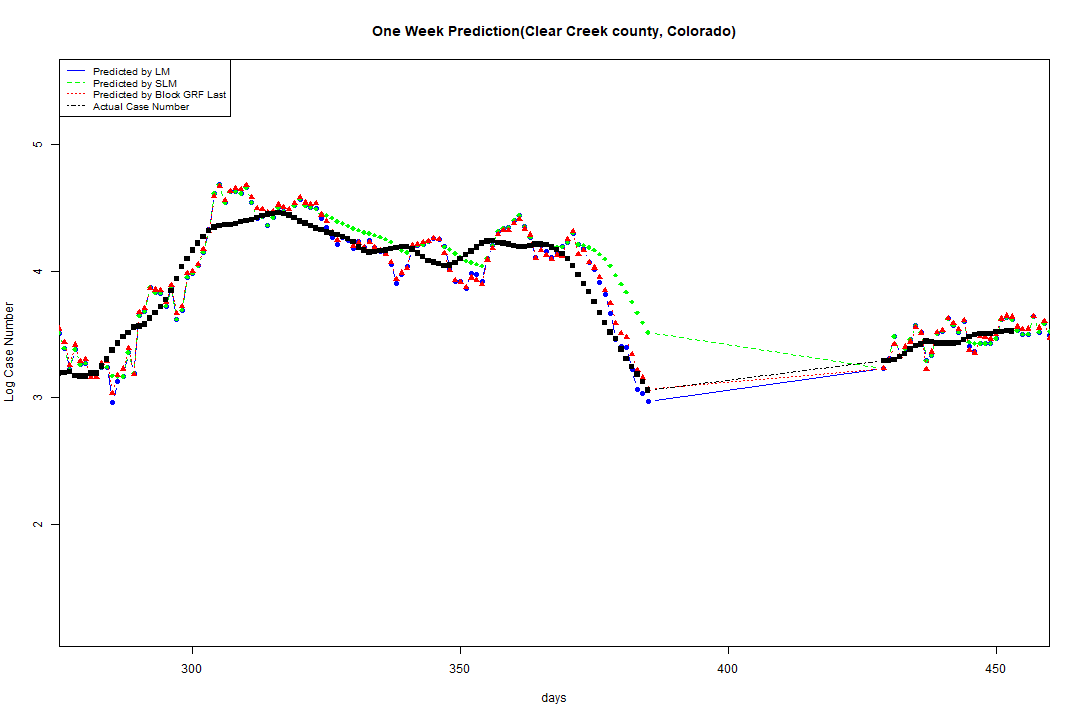 One Week Prediction(Clear Creek county, Colorado)
Predicted by LM
Predicted by SLM
Predicted by Block GRF Last
Actual Case Number
5
4
3
2
Log Case Number
300
350
400
450
days